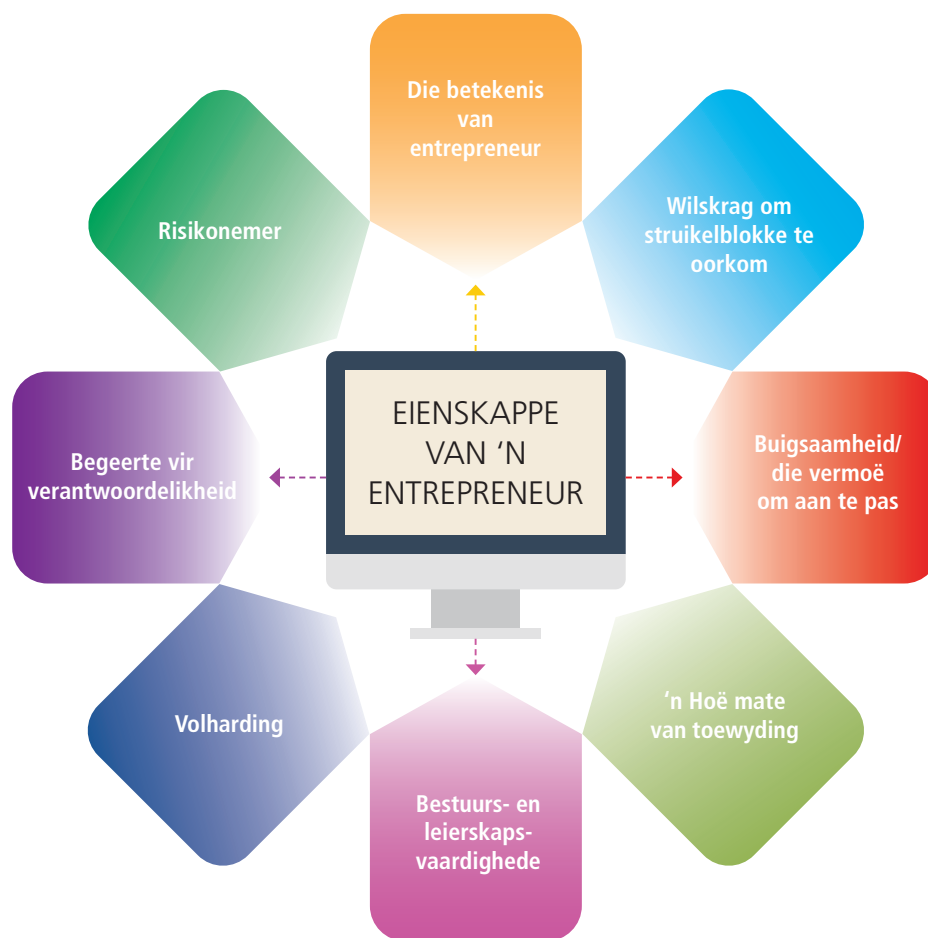 Die betekenis
van
entrepreneur
Wilskrag om
struikelblokke te
oorkom
Buigsaamheid/
die vermoë
om aan te pas
'n Hoë mate
van toewyding
Bestuurs- en
leierskaps-
vaardighede
Volharding
Begeerte vir
verantwoordelikheid
Risikonemer
EIENSKAPPE
VAN ‘N
ENTREPRENEUR